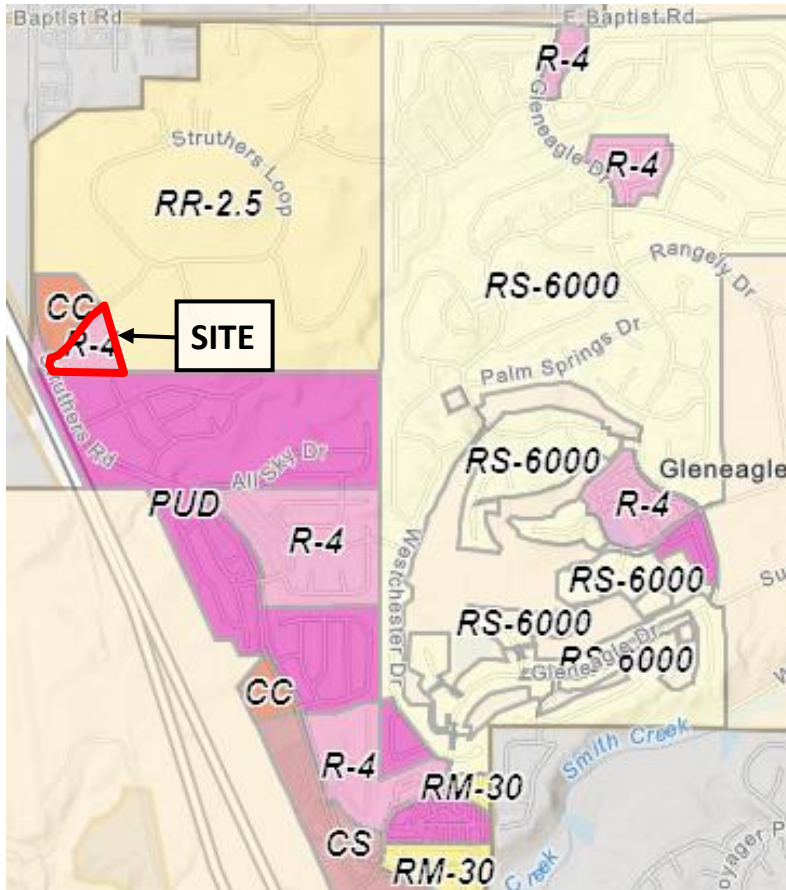 Baptist Rd
E Baptist Rd
R-4
Gleneagle Dr
Struthers Loop
R-4
RR-2.5
Rangely Dr
RS-6000
CC
SITE
R-4
Palm Springs Dr
Struthers Rd
RS-6000
All Sky Dr
Gleneagle
PUD
R-4
R-4
Westchester Dr
RS-6000
RS-6000
Gleneagle Dr
RS-6000
CC
Smith Creek
R-4
RM-30
CS
RM-30
Creek